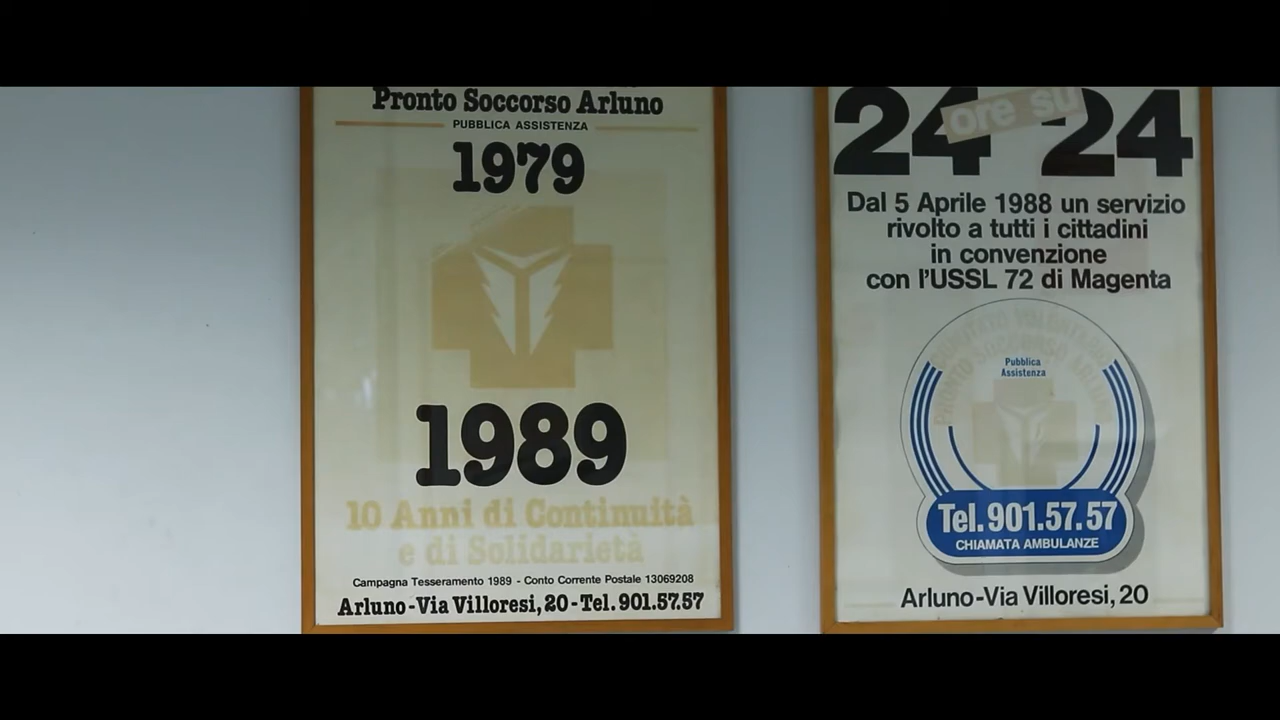 Pronto Soccorso Arluno
PUBBLICA ASSISTENZA
1979
1989
10 Anni di Continuità
e di Solidarietà
Campagna Tesseramento 1989 - Conto Corrente Postale 13069208
Arluno-Via Villoresi, 20-Tel. 901.57.57
24 ore su 24
Dal 5 Aprile 1988 un servizio
rivolto a tutti i cittadini
in convenzione
con l'USSL 72 di Magenta
PRONTO SOCCORSO ARLUNO
Pubblica
Assistenza
Tel. 901.57.57
CHIAMATA AMBULANZE
Arluno-Via Villoresi, 20